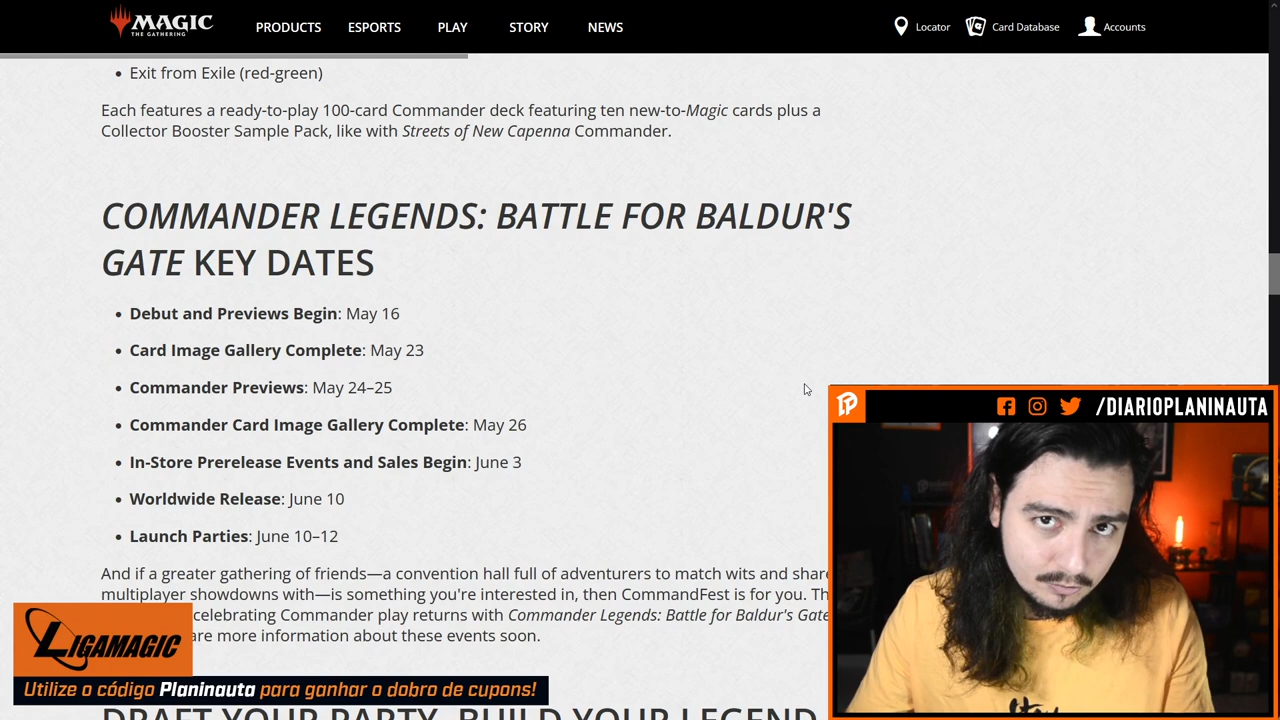 MAGIC
THE GATHERING
PRODUCTS ESPORTS PLAY STORY NEWS
Locator Card Database Accounts
• Exit from Exile (red-green)
Each features a ready-to-play 100-card Commander deck featuring ten new-to-Magic cards plus a
Collector Booster Sample Pack, like with Streets of New Capenna Commander.
COMMANDER LEGENDS: BATTLE FOR BALDUR'S
GATE KEY DATES
• Debut and Previews Begin: May 16
• Card Image Gallery Complete: May 23
• Commander Previews: May 24–25
• Commander Card Image Gallery Complete: May 26
• In-Store Prerelease Events and Sales Begin: June 3
• Worldwide Release: June 10
• Launch Parties: June 10–12
And if a greater gathering of friends—a convention hall full of adventurers to match wits and share
multiplayer showdowns with—is something you're interested in, then CommandFest is for you. Th
celebrating Commander play returns with Commander Legends: Battle for Baldur's Gate
are more information about these events soon.
DRAFT YOUR PARTY, BUILD YOUR LEGEND
/DIARIOPLANINAUTA
LIGAMAGIC
Utilize o código Planinauta para ganhar o dobro de cupons!